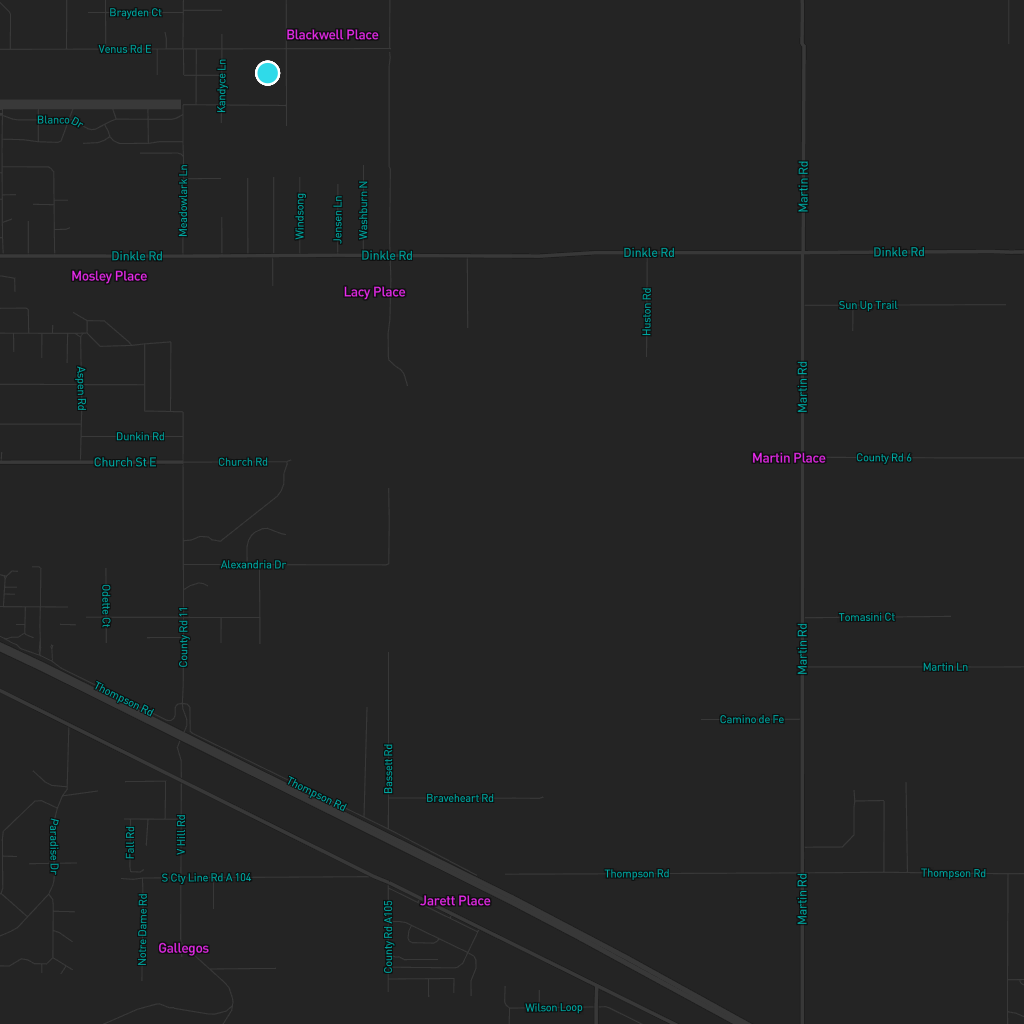 Brayden Ct
Blackwell Place
Venus Rd E
Kandyce Ln
Blanco Dr
Meadowlark Ln
Windsong
Jensen Ln
Washburn N
Martin Rd
Dinkle Rd
Dinkle Rd
Dinkle Rd
Dinkle Rd
Mosley Place
Lacy Place
Huston Rd
Sun Up Trail
Aspen Rd
Martin Rd
Dunkin Rd
Church St E
Church Rd
Martin Place
County Rd 6
Alexandria Dr
Odette Ct
County Rd 11
Tomasini Ct
Martin Rd
Martin Ln
Thompson Rd
Camino de Fe
Bassett Rd
Thompson Rd
Braveheart Rd
Paradise Dr
Fall Rd
V Hill Rd
S Cty Line Rd A 104
Thompson Rd
Thompson Rd
Martin Rd
Jarett Place
Notre Dame Rd
County Rd A105
Gallegos
Wilson Loop